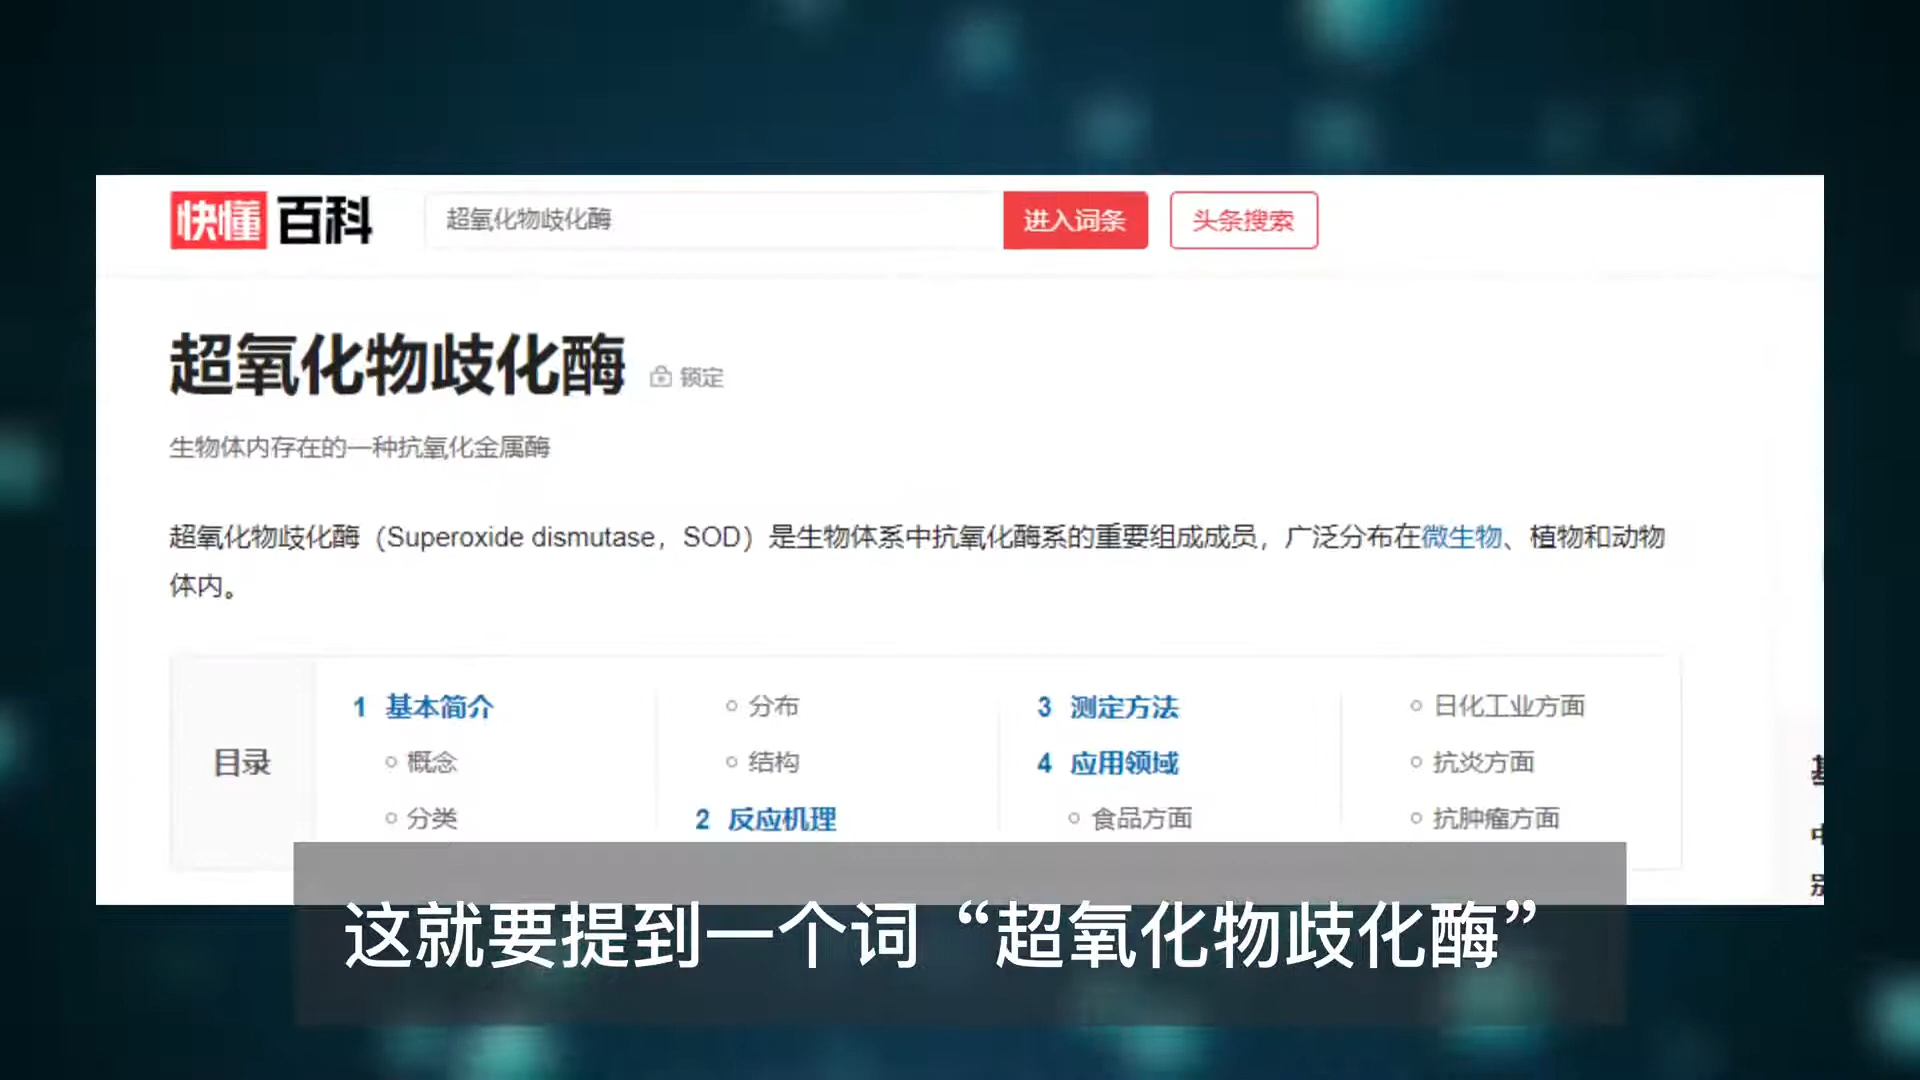 快懂百科
超氧化物歧化酶
进入词条
头条搜索
超氧化物歧化酶 锁定
生物体内存在的一种抗氧化金属酶
超氧化物歧化酶（Superoxide dismutase，SOD）是生物体系中抗氧化酶系的重要组成成员，广泛分布在微生物、植物和动物
体内。
目录
1 基本简介
概念
分类
分布
结构
2 反应机理
3 测定方法
4 应用领域
食品方面
日化工业方面
抗炎方面
抗肿瘤方面
这就要提到一个词“超氧化物歧化酶”